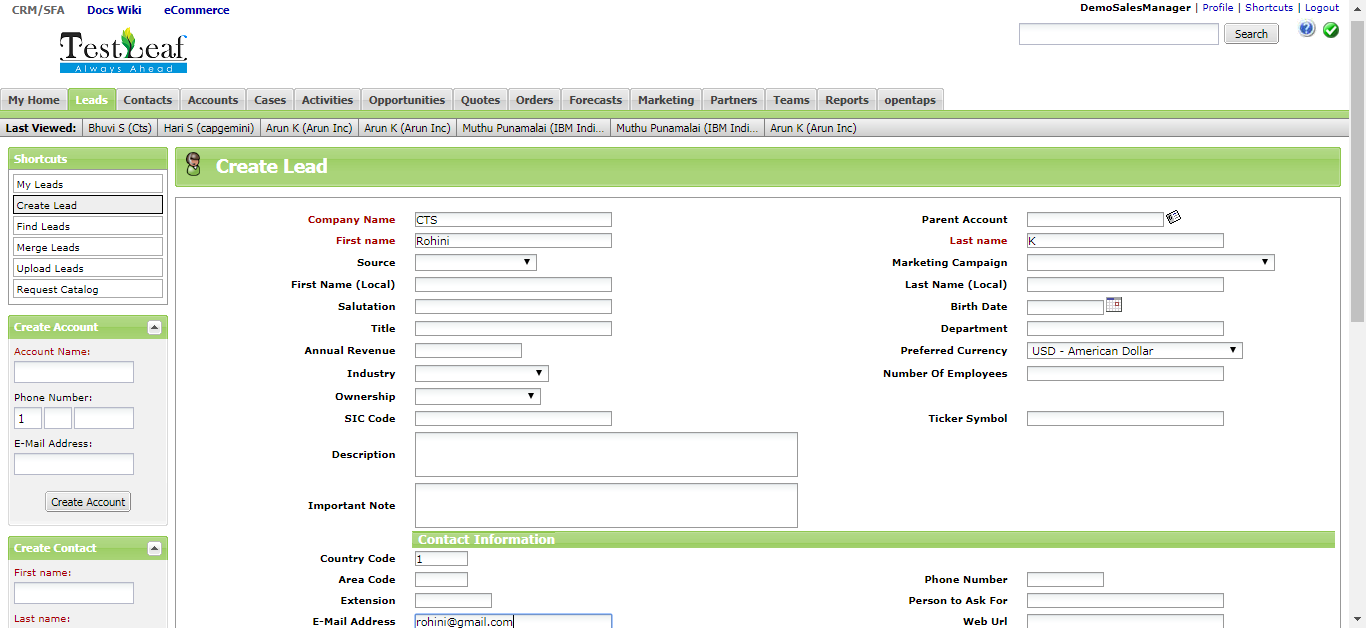 CRM/SFA Docs Wiki eCommerce
DemoSalesManager | Profile | Shortcuts | Logout
TestLeaf
Always Ahead
Search
My Home Leads Contacts Accounts Cases Activities Opportunities Quotes Orders Forecasts Marketing Partners Teams Reports opentaps
Last Viewed: Bhuvi S (Cts) Hari S (capgemini) Arun K (Arun Inc) Arun K (Arun Inc) Muthu Punamalai (IBM Indi... Muthu Punamalai (IBM Indi... Arun K (Arun Inc)
Shortcuts
My Leads
Create Lead
Find Leads
Merge Leads
Upload Leads
Request Catalog
Create Account
Account Name:
Phone Number:
1
E-Mail Address:
Create Account
Create Contact
First name:
Last name:
Create Lead
Company Name CTS Parent Account
First name Rohini Last name K
Source Marketing Campaign
First Name (Local) Last Name (Local)
Salutation Birth Date
Title Department
Annual Revenue Preferred Currency USD - American Dollar
Industry Number Of Employees
Ownership
SIC Code Ticker Symbol
Description
Important Note
Contact Information
Country Code 1
Area Code Phone Number
Extension Person to Ask For
E-Mail Address rohini@gmail.com Web Url